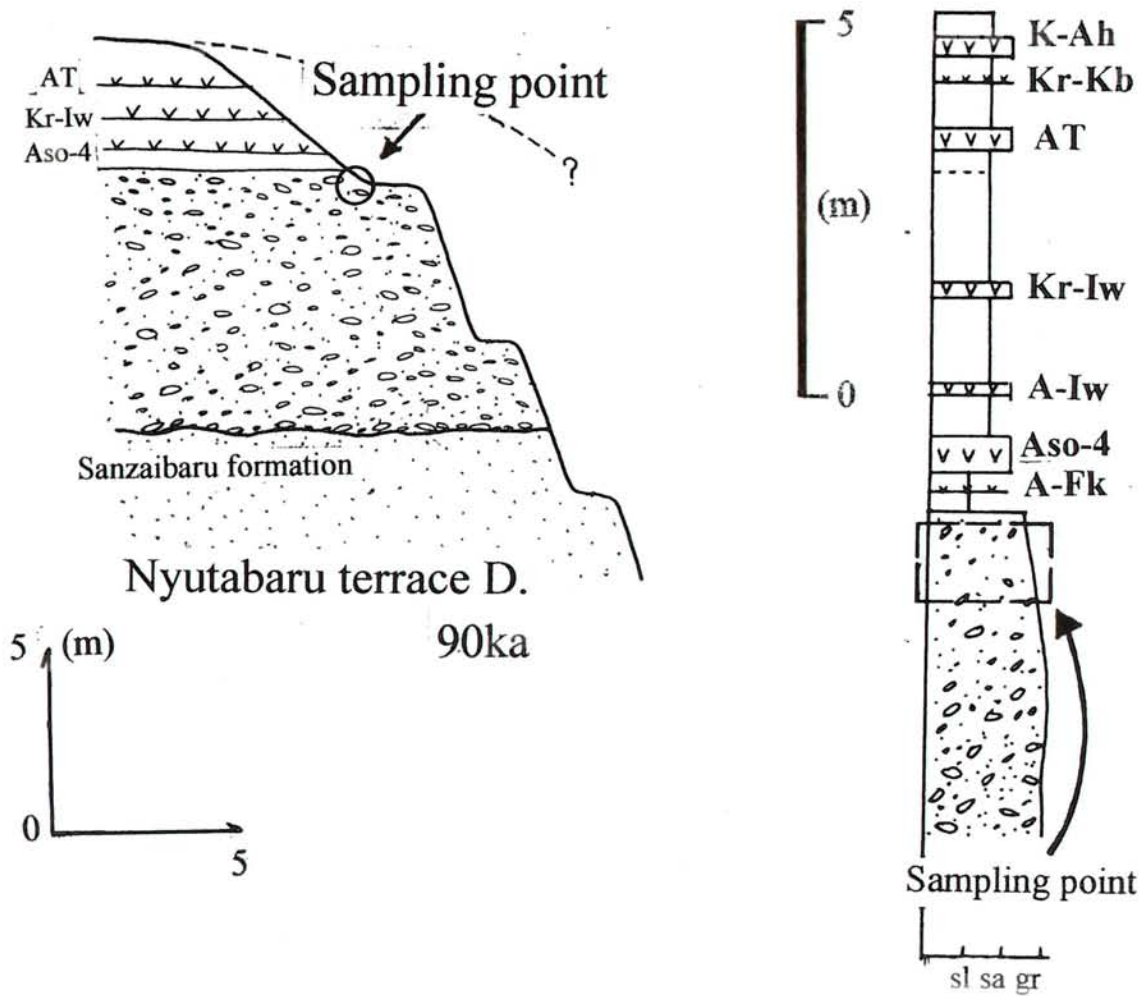 AT
Kr-Iw
Aso-4
Sampling point
?
Sanzaibaru formation
Nyutabaru terrace D.
90ka
5 (m)
0
5
5
(m)
0
K-Ah
Kr-Kb
AT
Kr-Iw
A-Iw
Aso-4
A-Fk
Sampling point
sl sa gr